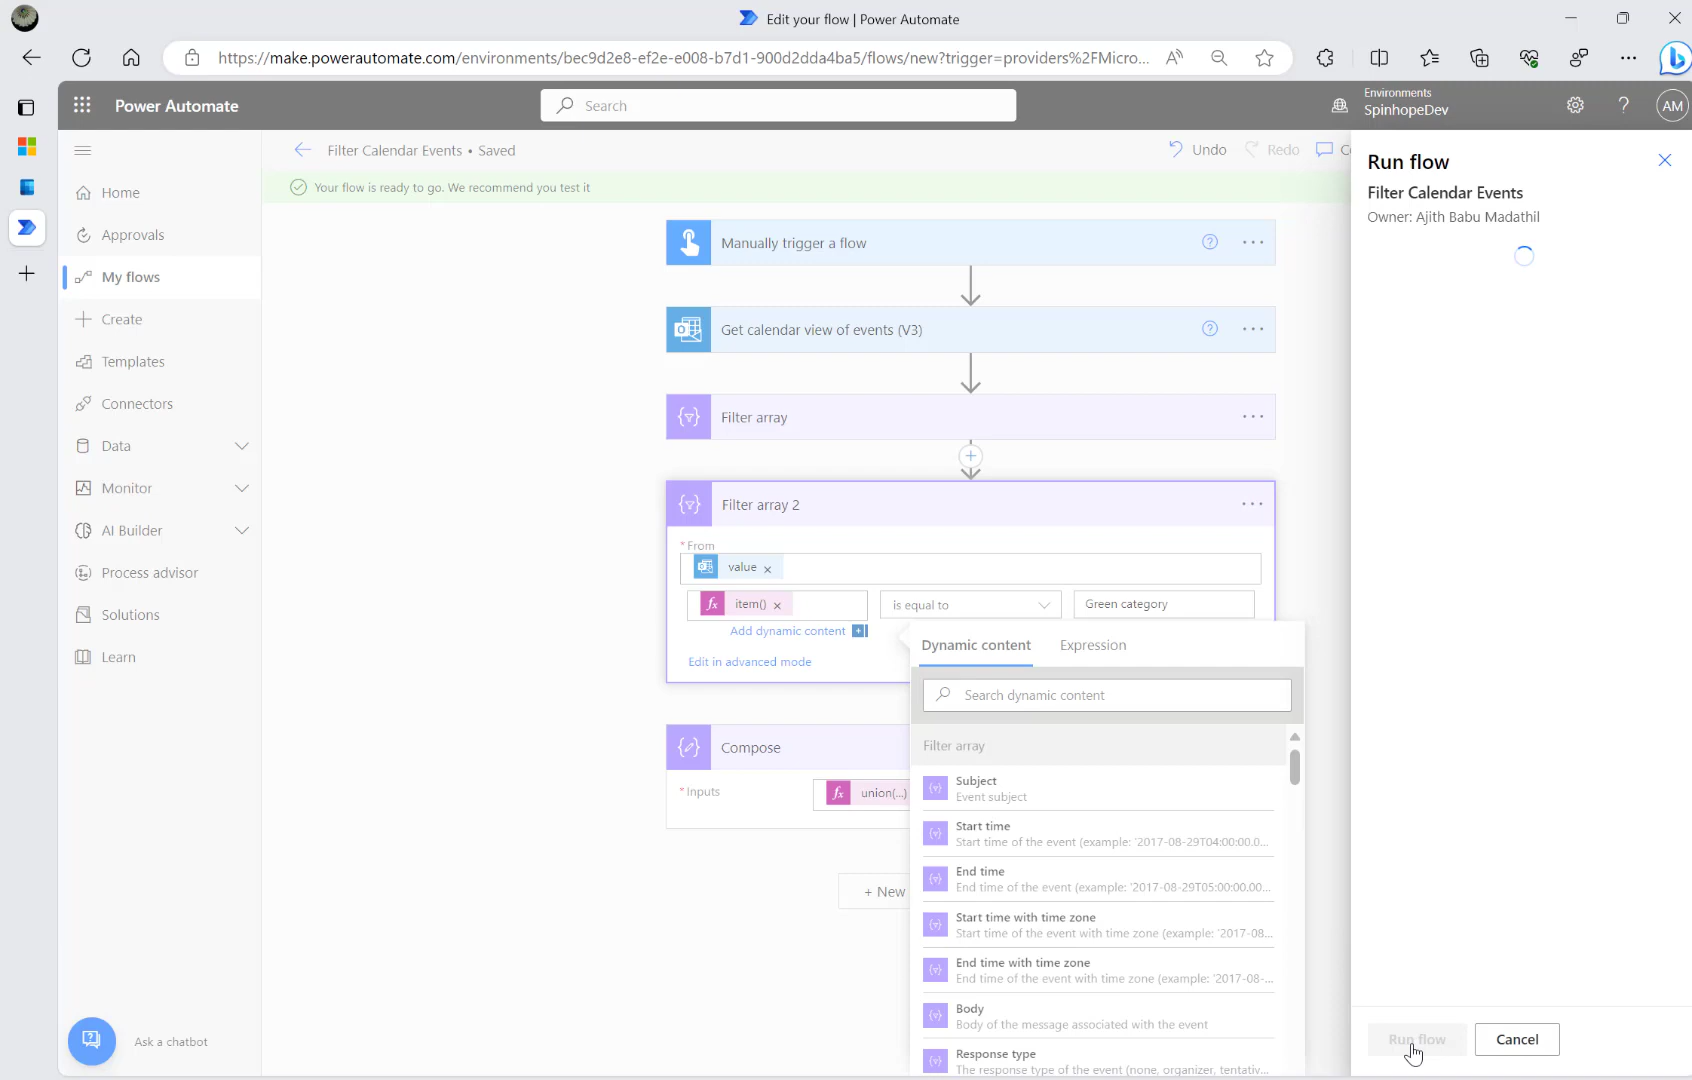 Edit your flow | Power Automate
https://make.powerautomate.com/environments/bec9d2e8-ef2e-e008-b7d1-900d2dda4ba5/flows/new?trigger=providers%2FMicro...
Power Automate
Search
Environments
SpinhopeDev
AM
Filter Calendar Events • Saved
Undo
Redo
Your flow is ready to go. We recommend you test it
Home
Approvals
My flows
Create
Templates
Connectors
Data
Monitor
AI Builder
Process advisor
Solutions
Learn
Ask a chatbot
Manually trigger a flow
Get calendar view of events (V3)
Filter array
Filter array 2
* From
value
item()
is equal to
Green category
Add dynamic content
Edit in advanced mode
Compose
* Inputs
union(...)
+ New
Dynamic content
Expression
Search dynamic content
Filter array
Subject
Event subject
Start time
Start time of the event (example: '2017-08-29T04:00:00.0...
End time
End time of the event (example: '2017-08-29T05:00:00.00...
Start time with time zone
Start time of the event with time zone (example: '2017-08...
End time with time zone
End time of the event with time zone (example: '2017-08-...
Body
Body of the message associated with the event
Response type
The response type of the event (none, organizer, tentativ...
Run flow
Filter Calendar Events
Owner: Ajith Babu Madathil
Run flow
Cancel